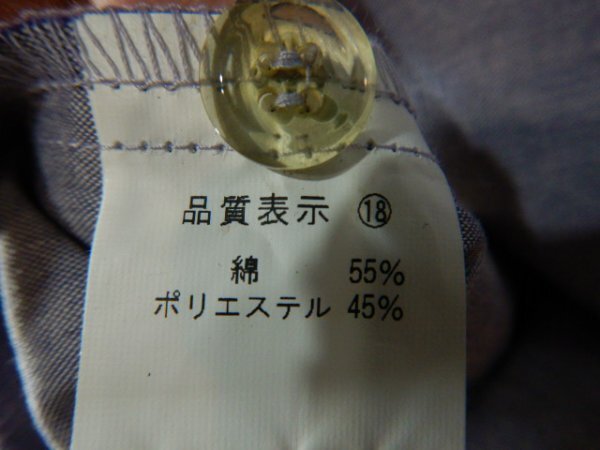 品質表示 ⑱
綿 55%
ポリエステル 45%